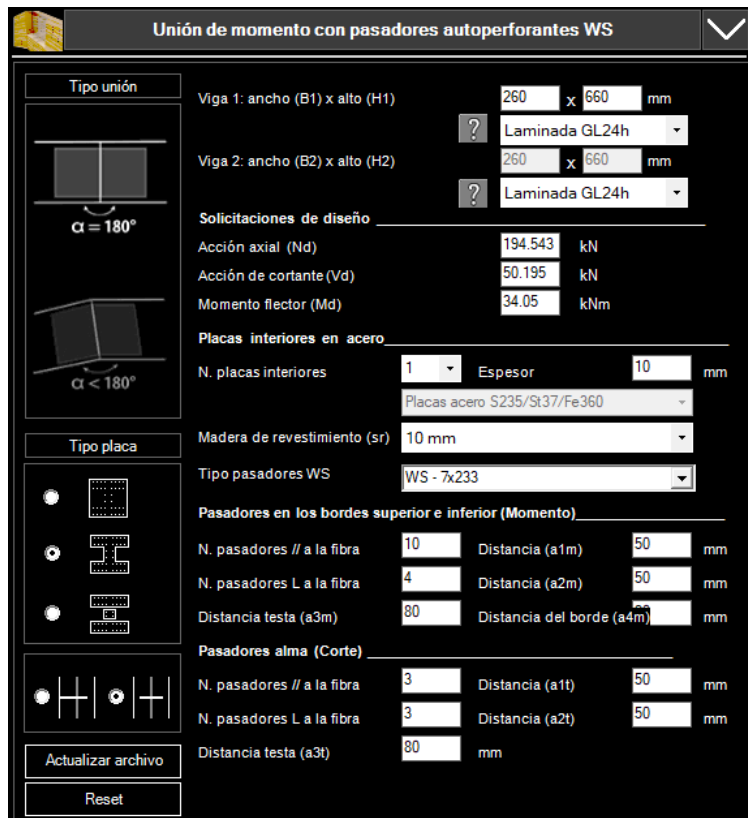 Unión de momento con pasadores autoperforantes WS
Tipo unión
α = 180°
α < 180°
Viga 1: ancho (B1) x alto (H1) 260 x 660 mm
? Laminada GL24h
Viga 2: ancho (B2) x alto (H2) 260 x 660 mm
? Laminada GL24h
Solicitaciones de diseño
Acción axial (Nd) 194.543 kN
Acción de cortante (Vd) 50.195 kN
Momento flector (Md) 34.05 kNm
Placas interiores en acero
N. placas interiores 1 Espesor 10 mm
Placas acero S235/St37/Fe360
Madera de revestimiento (sr) 10 mm
Tipo pasadores WS WS - 7x233
Tipo placa
Pasadores en los bordes superior e inferior (Momento)
N. pasadores // a la fibra 10 Distancia (a1m) 50 mm
N. pasadores L a la fibra 4 Distancia (a2m) 50 mm
Distancia testa (a3m) 80 Distancia del borde (a4m) mm
Pasadores alma (Corte)
N. pasadores // a la fibra 3 Distancia (a1t) 50 mm
N. pasadores L a la fibra 3 Distancia (a2t) 50 mm
Distancia testa (a3t) 80 mm
Actualizar archivo
Reset